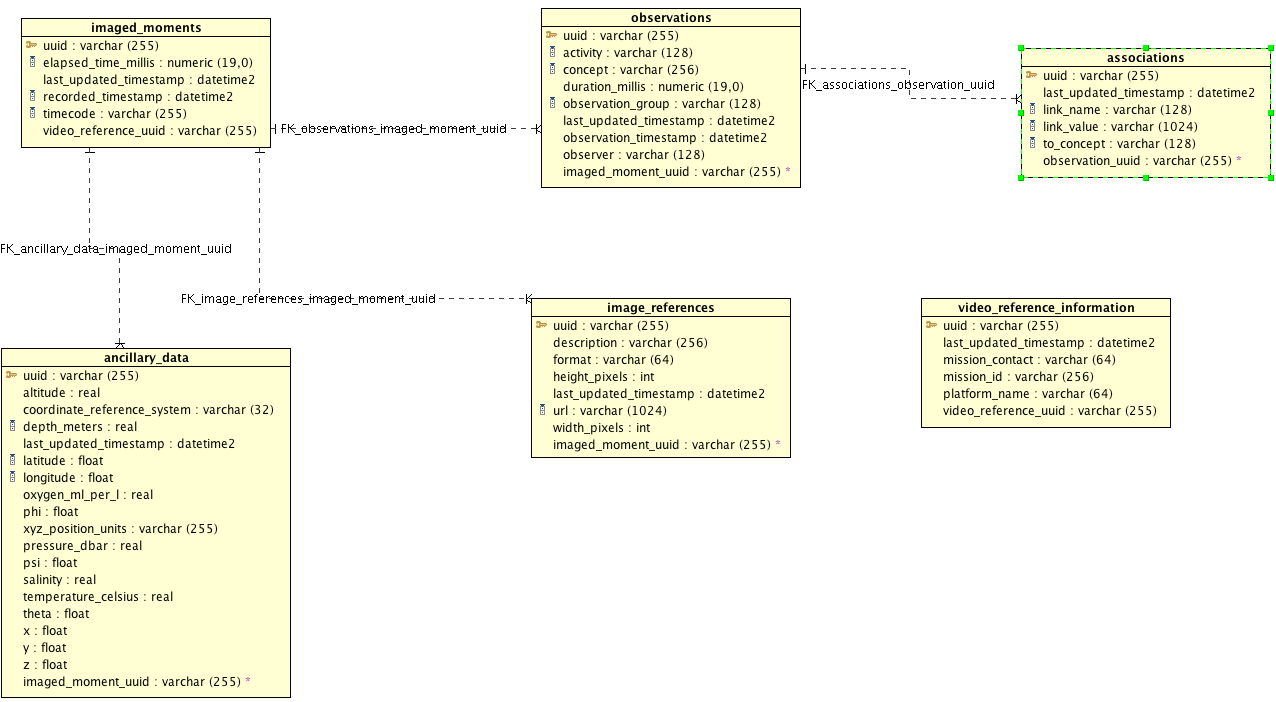 imaged_moments
uuid : varchar (255)
elapsed_time_millis : numeric (19,0)
last_updated_timestamp : datetime2
recorded_timestamp : datetime2
timecode : varchar (255)
video_reference_uuid : varchar (255)
FK_observations_imaged_moment_uuid
observations
uuid : varchar (255)
activity : varchar (128)
concept : varchar (256)
duration_millis : numeric (19,0)
observation_group : varchar (128)
last_updated_timestamp : datetime2
observation_timestamp : datetime2
observer : varchar (128)
imaged_moment_uuid : varchar (255) *
FK_associations_observation_uuid
associations
uuid : varchar (255)
last_updated_timestamp : datetime2
link_name : varchar (128)
link_value : varchar (1024)
to_concept : varchar (128)
observation_uuid : varchar (255) *
FK_ancillary_data_imaged_moment_uuid
FK_image_references_imaged_moment_uuid
ancillary_data
uuid : varchar (255)
altitude : real
coordinate_reference_system : varchar (32)
depth_meters : real
last_updated_timestamp : datetime2
latitude : float
longitude : float
oxygen_ml_per_l : real
phi : float
xyz_position_units : varchar (255)
pressure_dbar : real
psi : float
salinity : real
temperature_celsius : real
theta : float
x : float
y : float
z : float
imaged_moment_uuid : varchar (255) *
image_references
uuid : varchar (255)
description : varchar (256)
format : varchar (64)
height_pixels : int
last_updated_timestamp : datetime2
url : varchar (1024)
width_pixels : int
imaged_moment_uuid : varchar (255) *
video_reference_information
uuid : varchar (255)
last_updated_timestamp : datetime2
mission_contact : varchar (64)
mission_id : varchar (256)
platform_name : varchar (64)
video_reference_uuid : varchar (255)